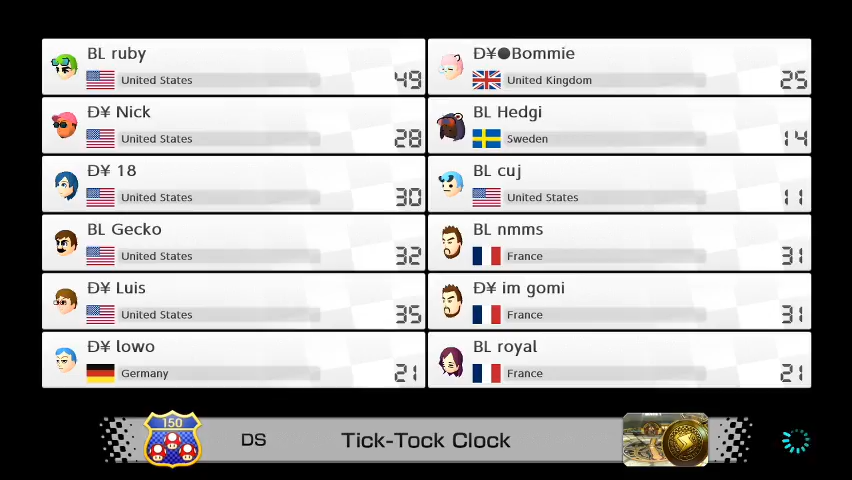 BL ruby
United States
49
Ð¥ Nick
United States
28
Ð¥ 18
United States
30
BL Gecko
United States
32
Ð¥ Luis
United States
35
Ð¥ lowo
Germany
21
Ð¥●Bommie
United Kingdom
25
BL Hedgi
Sweden
14
BL cuj
United States
11
BL nmms
France
31
Ð¥ im gomi
France
31
BL royal
France
21
150
DS
Tick-Tock Clock